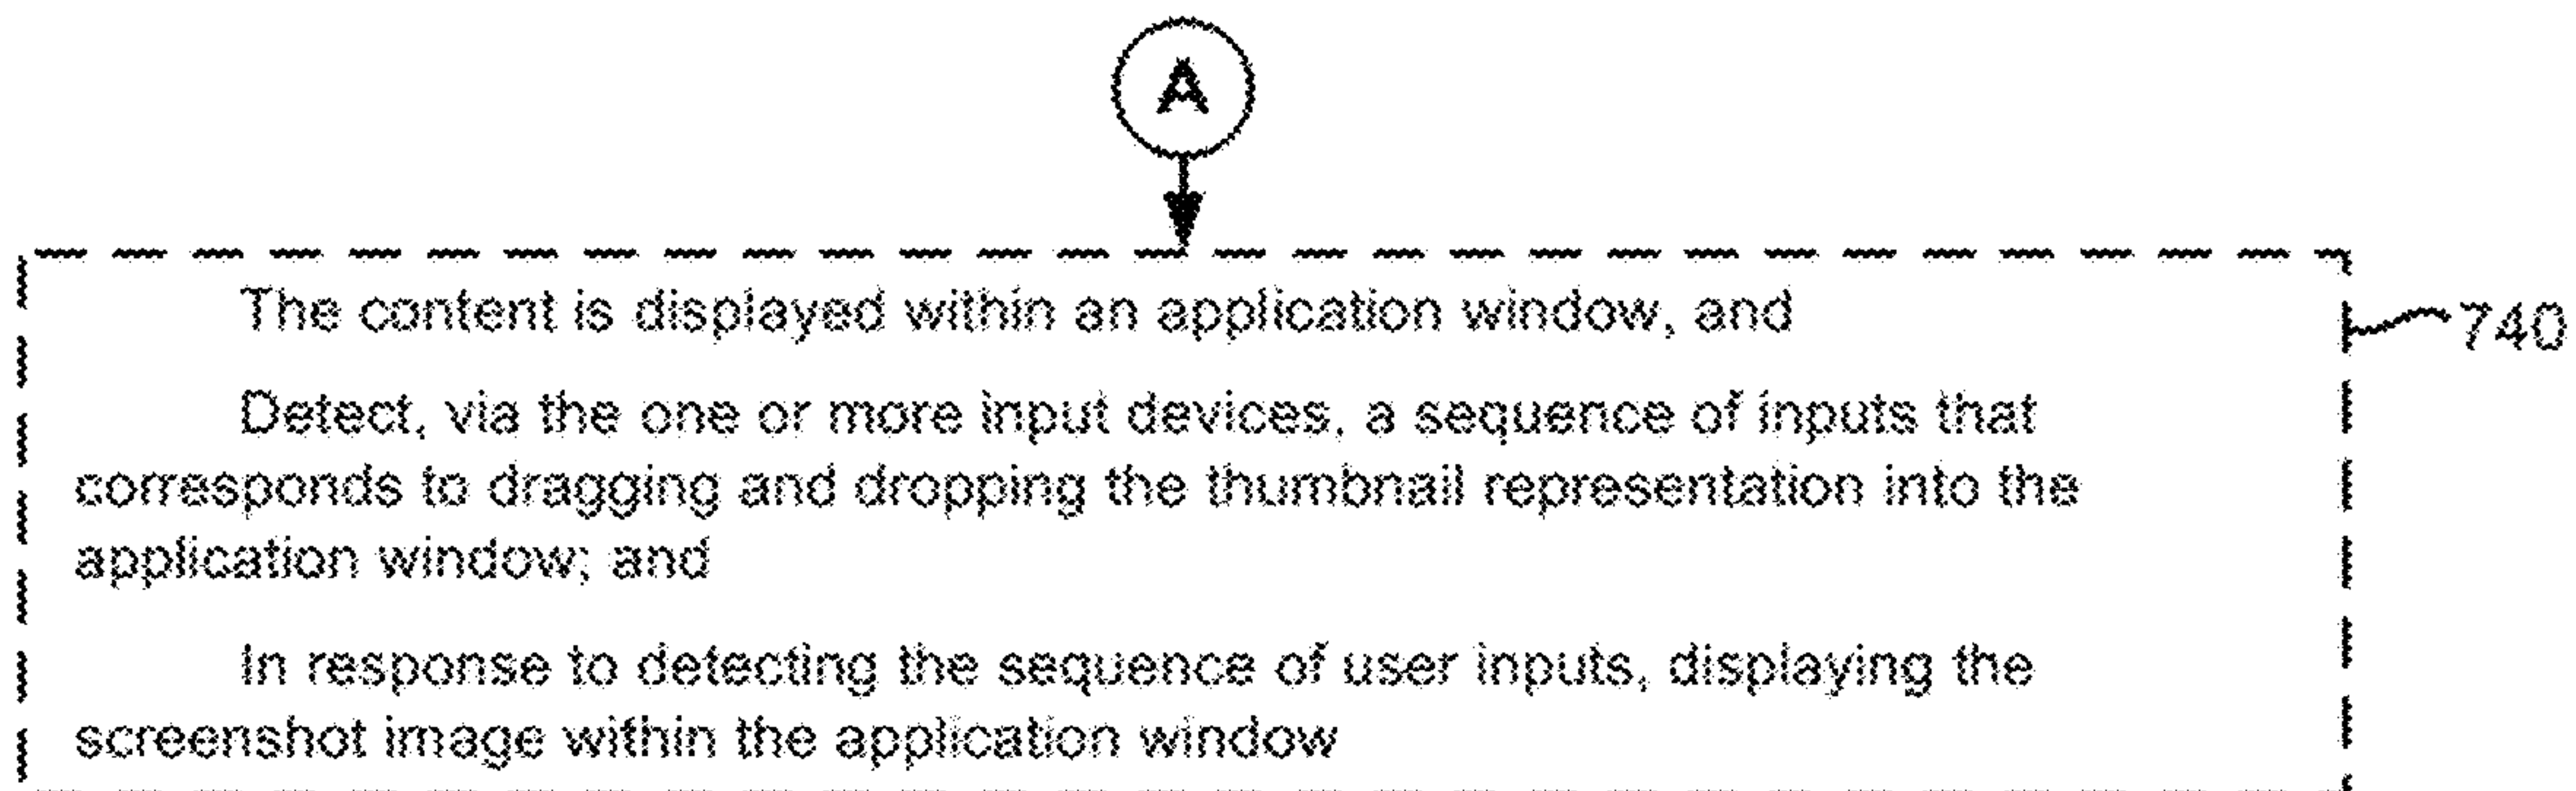 A
The content is displayed within an application window, and
740
Detect, via the one or more input devices, a sequence of inputs that
corresponds to dragging and dropping the thumbnail representation into the
application window; and
In response to detecting the sequence of user inputs, displaying the
screenshot image within the application window